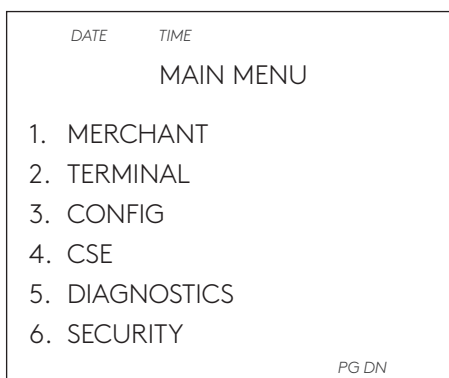 DATE TIME
MAIN MENU
1. MERCHANT
2. TERMINAL
3. CONFIG
4. CSE
5. DIAGNOSTICS
6. SECURITY
PG DN